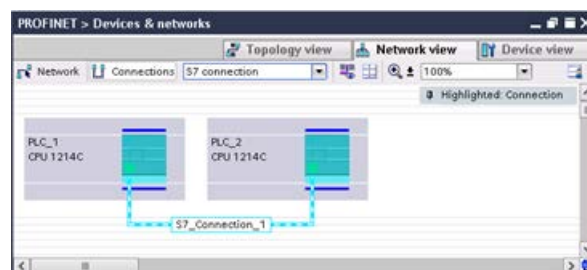 PROFINET > Devices & networks
Topology view
Network view
Device view
Network
Connections
S7 connection
100%
Highlighted: Connection
PLC_1
CPU 1214C
PLC_2
CPU 1214C
S7_Connection_1